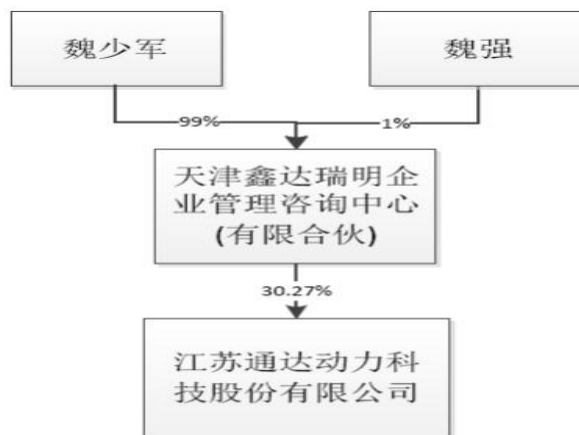 魏少军
魏强
99%
1%
天津鑫达瑞明企
业管理咨询中心
(有限合伙)
30.27%
江苏通达动力科
技股份有限公司